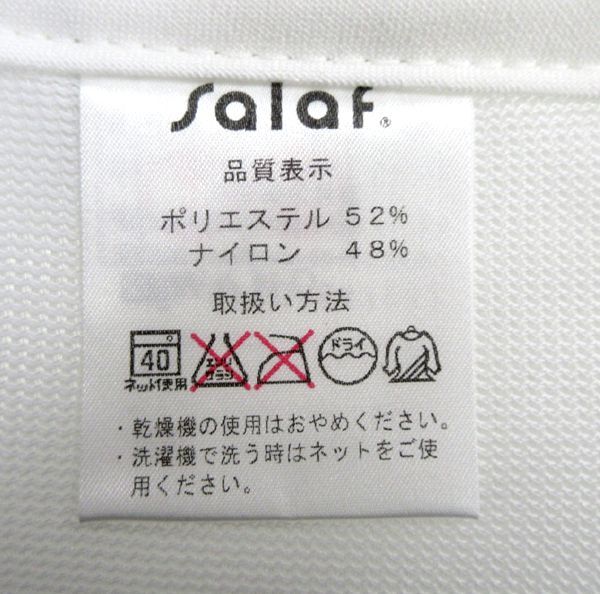 Salaf®
品質表示
ポリエステル 52%
ナイロン 48%
取扱い方法
40
ネット使用
エンソ
サラシ
ドライ
・乾燥機の使用はおやめください。
・洗濯機で洗う時はネットをご使
用ください。